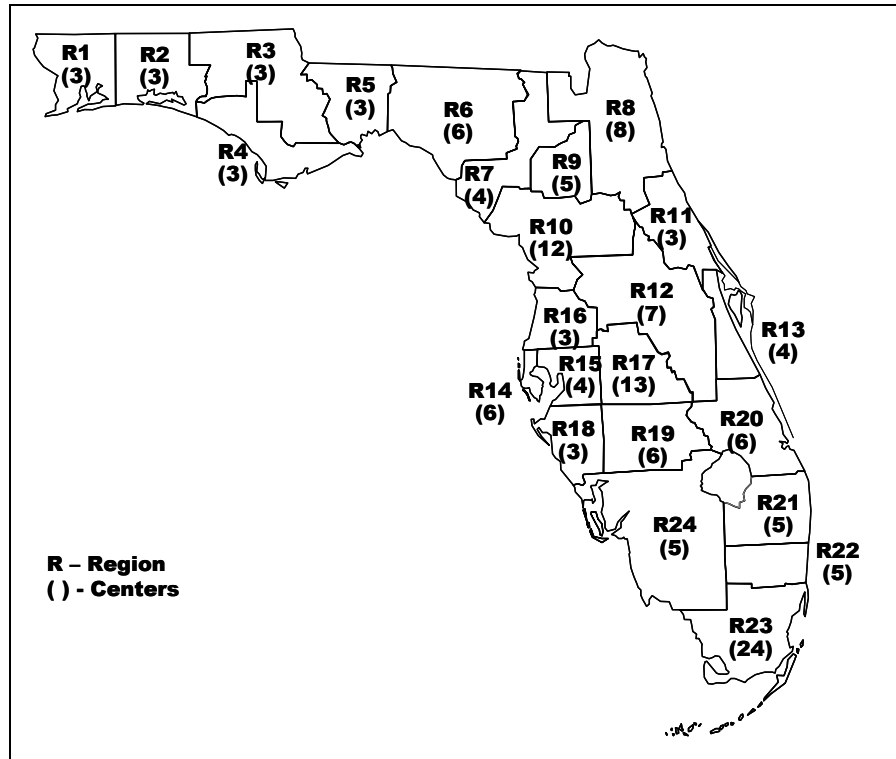 R1
(3)
R2
(3)
R3
(3)
R4
(3)
R5
(3)
R6
(6)
R7
(4)
R8
(8)
R9
(5)
R10
(12)
R11
(3)
R12
(7)
R13
(4)
R14
(6)
R15
(4)
R16
(3)
R17
(13)
R18
(3)
R19
(6)
R20
(6)
R21
(5)
R22
(5)
R23
(24)
R24
(5)
R – Region
( ) - Centers